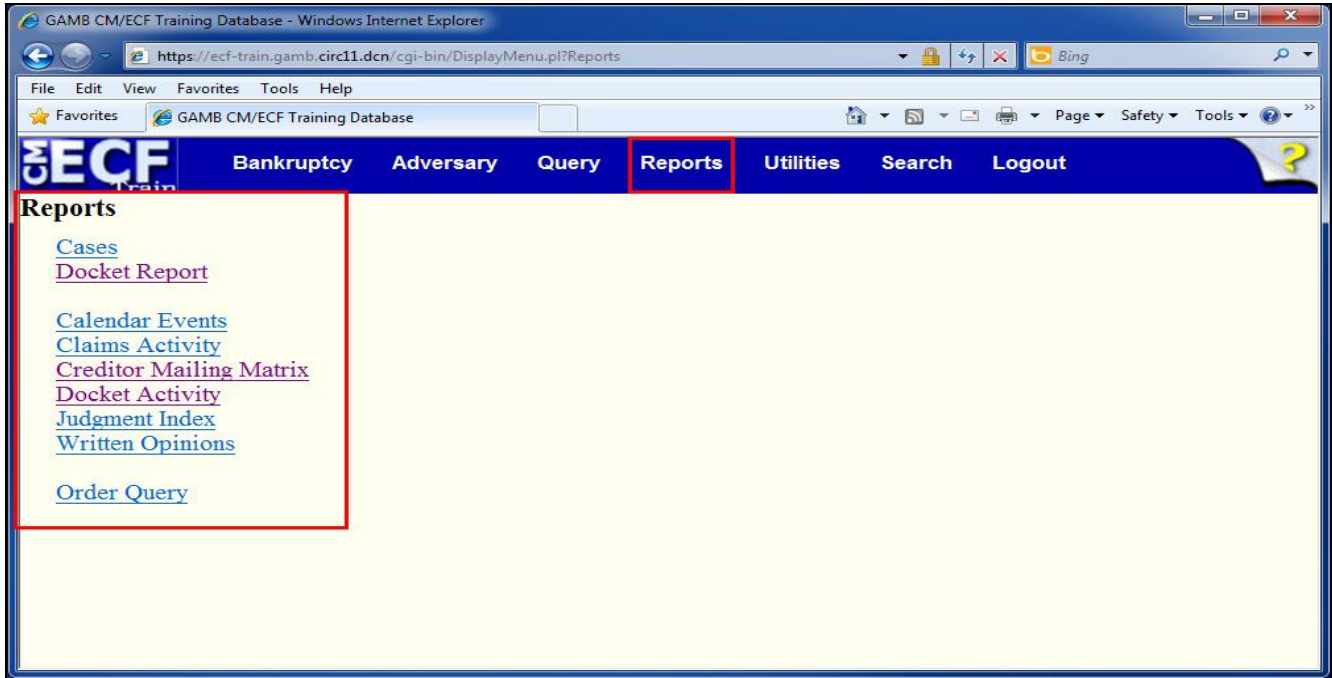 GAMB CM/ECF Training Database - Windows Internet Explorer
https://ecf-train.gamb.circ11.dcn/cgi-bin/DisplayMenu.pl?Reports Bing
File Edit View Favorites Tools Help
Favorites GAMB CM/ECF Training Database Page Safety Tools
CM ECF Train Bankruptcy Adversary Query Reports Utilities Search Logout ?
Reports
Cases
Docket Report
Calendar Events
Claims Activity
Creditor Mailing Matrix
Docket Activity
Judgment Index
Written Opinions
Order Query